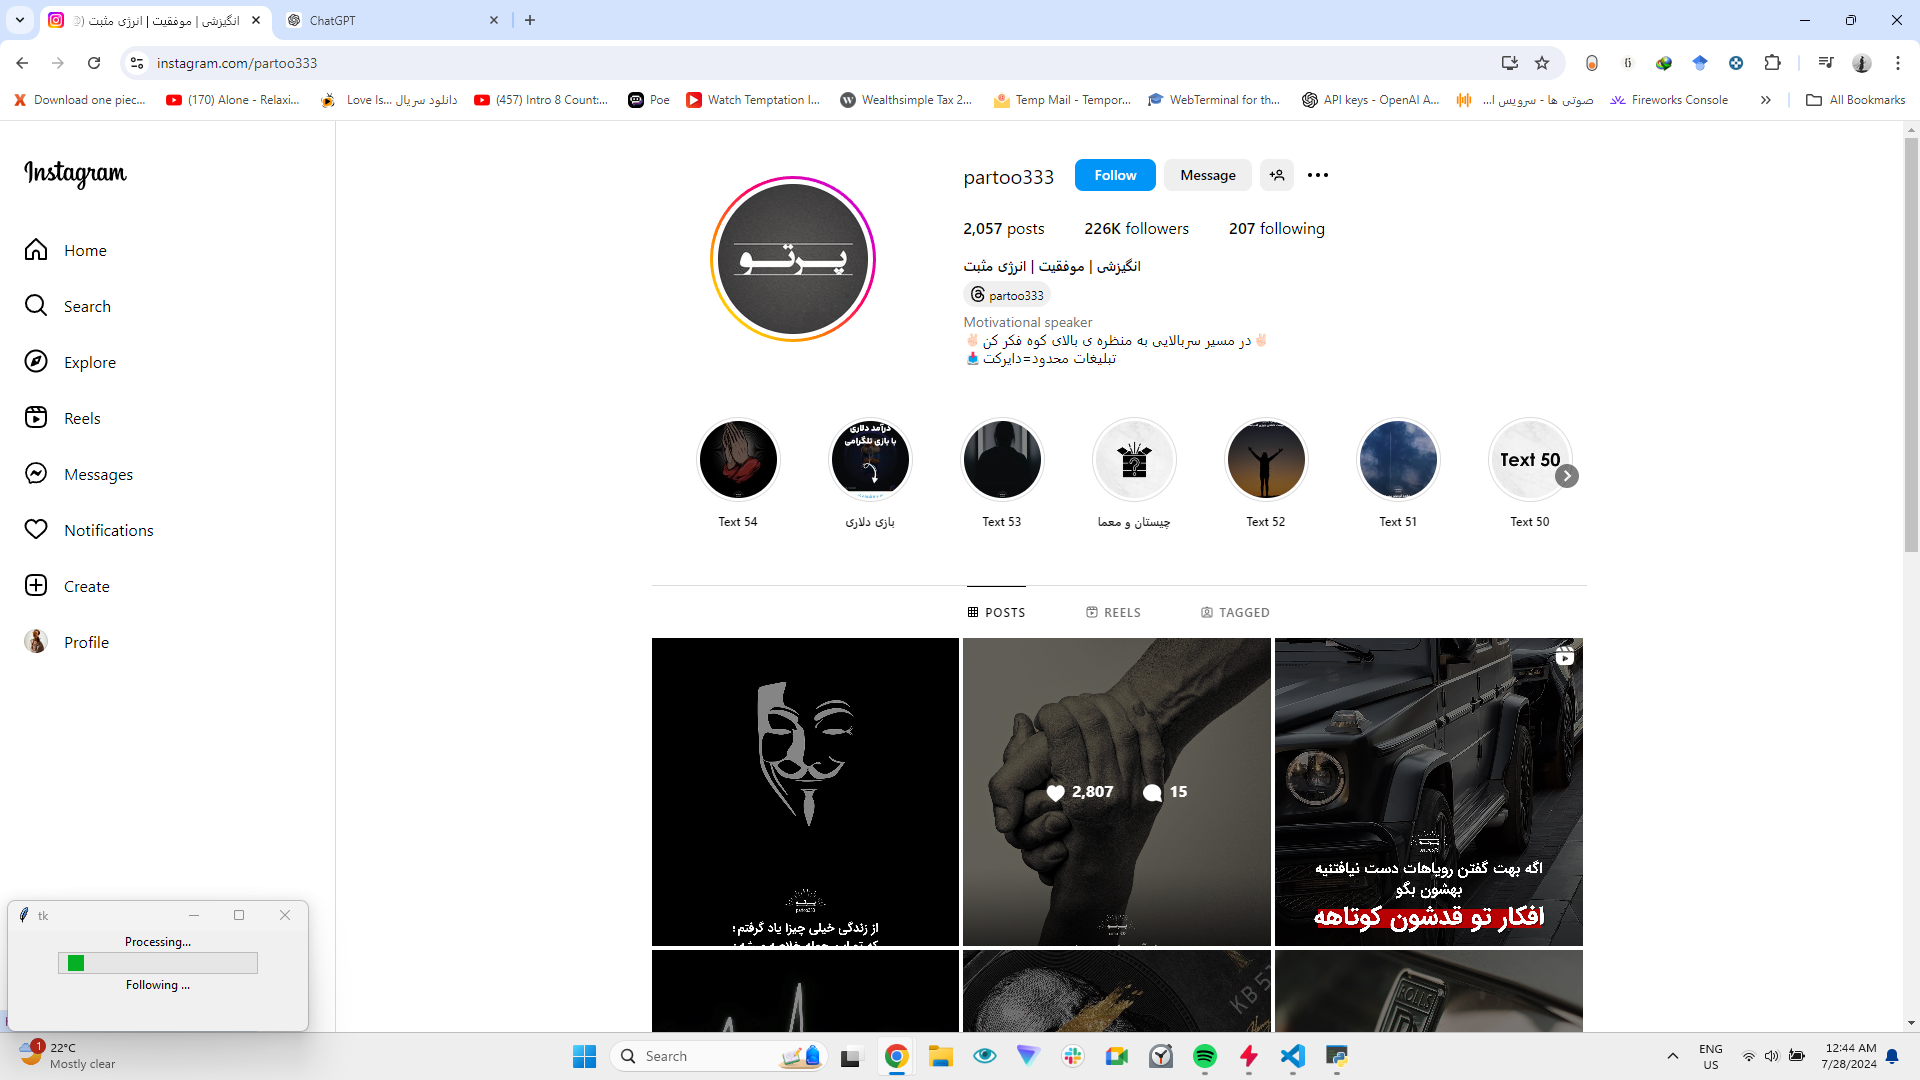 انگیزشی | موفقیت | انرژی مثبت
ChatGPT
instagram.com/partoo333
Download one piec...
(170) Alone - Relaxi...
Love Is... دانلود سریال
(457) Intro 8 Count:...
Poe
Watch Temptation I...
Wealthsimple Tax 2...
Temp Mail - Tempor...
WebTerminal for th...
API keys - OpenAI A...
صوتی ها - سرویس ا...
Fireworks Console
All Bookmarks
Instagram
Home
Search
Explore
Reels
Messages
Notifications
Create
Profile
پرتو
partoo333
Follow
Message
2,057 posts
226K followers
207 following
انگیزشی | موفقیت | انرژی مثبت
partoo333
Motivational speaker
✌🏻در مسیر سربالایی به منظره ی بالای کوه فکر کن✌🏻
تبلیغات محدود=دایرکت📥
درآمد دلاری
با بازی تلگرامی
Text 50
Text 54
بازی دلاری
Text 53
چیستان و معما
Text 52
Text 51
Text 50
POSTS
REELS
TAGGED
partoo333
از زندگی خیلی چیزا یاد گرفتم؛
2,807
15
اگه بهت گفتن رویاهات دست نیافتنیه
بهشون بگو
افکار تو قدشون کوتاهه
ROLLS
tk
Processing...
Following ...
1
22°C
Mostly clear
Search
ENG
US
12:44 AM
7/28/2024